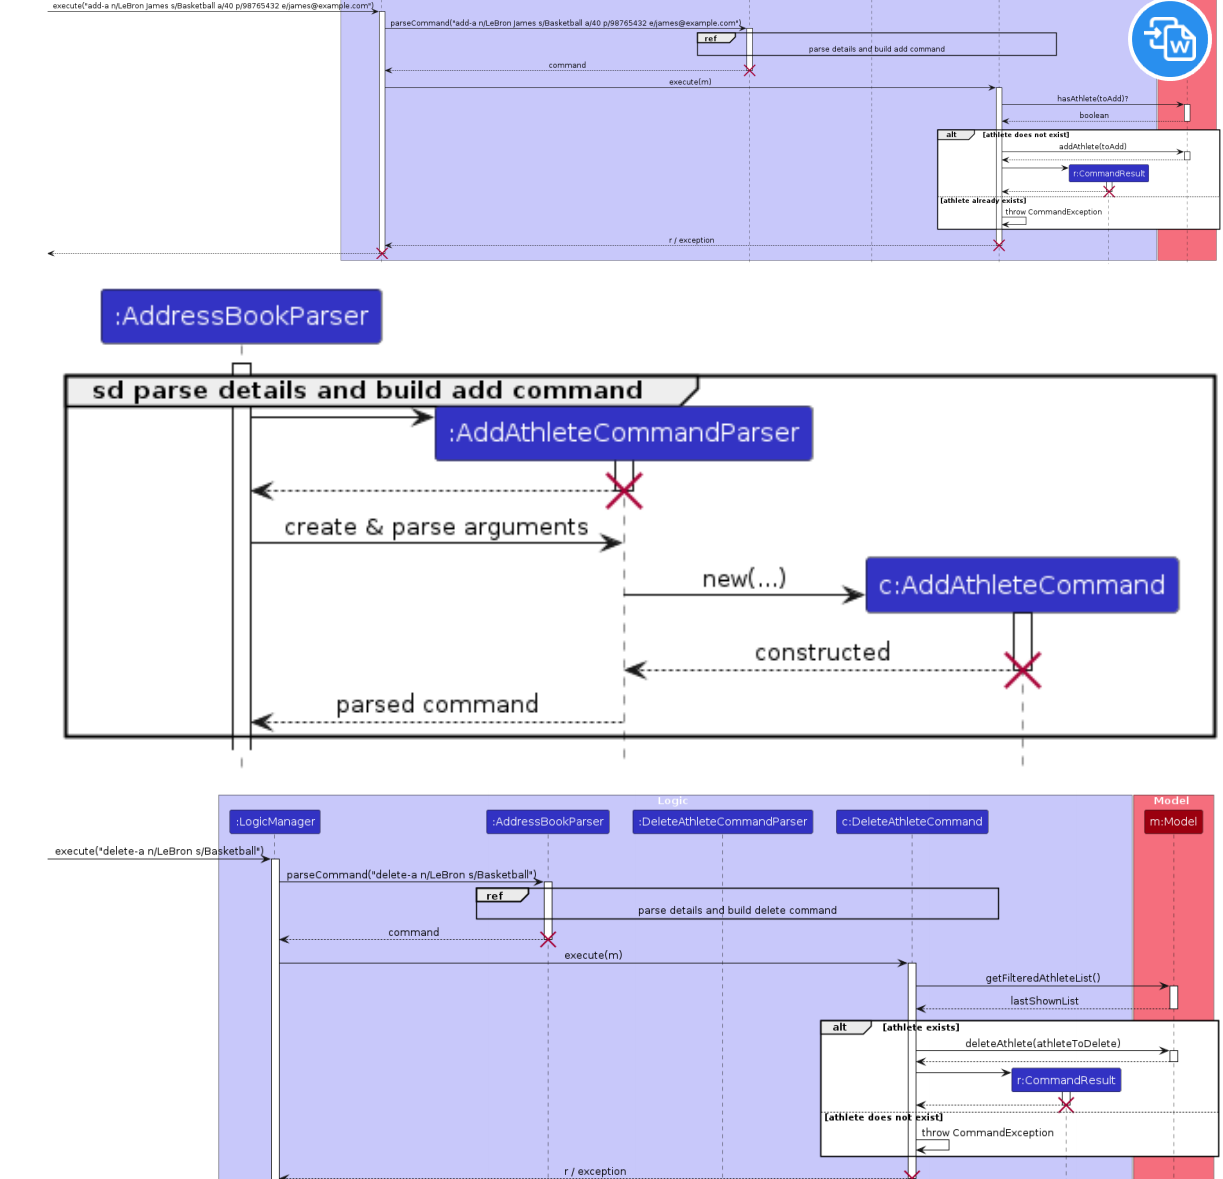 execute("add-a n/LeBron James s/Basketball a/40 p/98765432 e/james@example.com")
parseCommand("add-a n/LeBron James s/Basketball a/40 p/98765432 e/james@example.com")
ref
parse details and build add command
command
execute(m)
hasAthlete(toAdd)?
boolean
alt [athlete does not exist]
addAthlete(toAdd)
r:CommandResult
[athlete already exists]
throw CommandException
r / exception
W
:AddressBookParser
sd parse details and build add command
:AddAthleteCommandParser
create & parse arguments
new(...)
c:AddAthleteCommand
constructed
parsed command
Logic Model
:LogicManager :AddressBookParser :DeleteAthleteCommandParser c:DeleteAthleteCommand m:Model
execute("delete-a n/LeBron s/Basketball")
parseCommand("delete-a n/LeBron s/Basketball")
ref
parse details and build delete command
command
execute(m)
getFilteredAthleteList()
lastShownList
alt [athlete exists]
deleteAthlete(athleteToDelete)
r:CommandResult
[athlete does not exist]
throw CommandException
r / exception